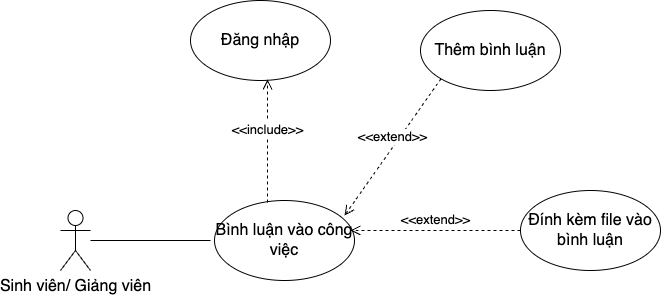 Đăng nhập
Thêm bình luận
<<include>>
<<extend>>
Bình luận vào công
việc
<<extend>>
Đính kèm file vào
bình luận
Sinh viên/ Giảng viên